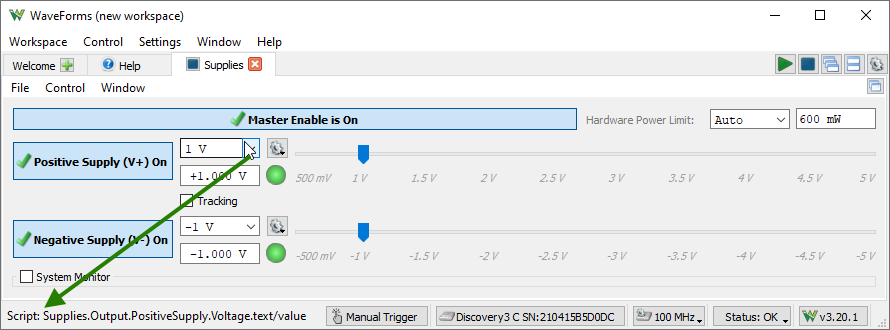 WaveForms (new workspace)
Workspace Control Settings Window Help
Welcome Help Supplies
File Control Window
Master Enable is On Hardware Power Limit: Auto 600 mW
Positive Supply (V+) On 1 V
+1.000 V
500 mV 1 V 1.5 V 2 V 2.5 V 3 V 3.5 V 4 V 4.5 V 5 V
Tracking
Negative Supply (V-) On -1 V
-1.000 V
-500 mV -1 V -1.5 V -2 V -2.5 V -3 V -3.5 V -4 V -4.5 V -5 V
System Monitor
Script: Supplies.Output.PositiveSupply.Voltage.text/value Manual Trigger Discovery3 C SN:210415B5D0DC 100 MHz Status: OK v3.20.1